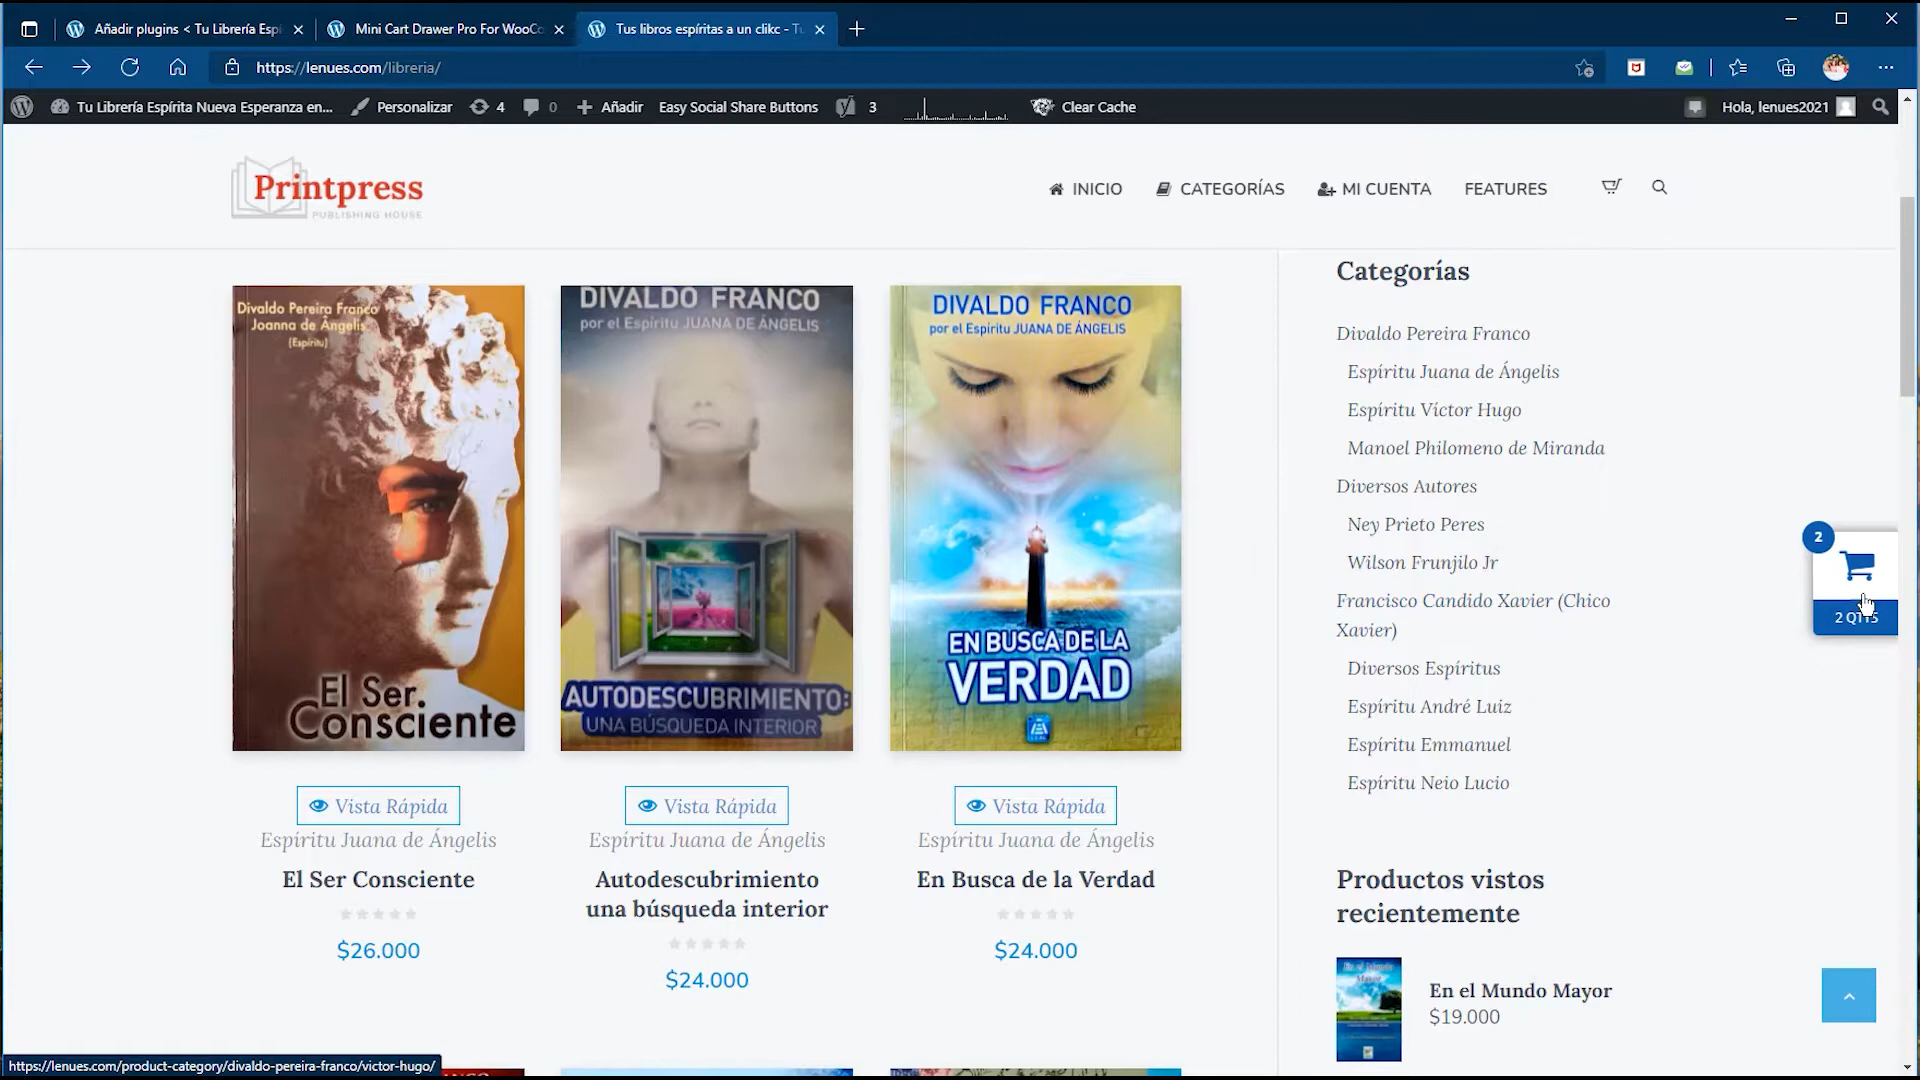 Añadir plugins < Tu Librería Espí
Mini Cart Drawer Pro For WooCo
Tus libros espíritas a un clikc - Tu
https://lenues.com/libreria/
Tu Librería Espírita Nueva Esperanza en...
Personalizar
4
0
Añadir
Easy Social Share Buttons
3
Clear Cache
Hola, lenues2021
Printpress
PUBLISHING HOUSE
INICIO
CATEGORÍAS
MI CUENTA
FEATURES
Divaldo Pereira Franco
Joanna de Ângelis
(Espíritu)
El Ser
Consciente
DIVALDO FRANCO
por el Espíritu JUANA DE ÁNGELIS
AUTODESCUBRIMIENTO:
UNA BÚSQUEDA INTERIOR
DIVALDO FRANCO
por el Espíritu JUANA DE ÁNGELIS
EN BUSCA DE LA
VERDAD
Vista Rápida
Espíritu Juana de Ángelis
El Ser Consciente
$26.000
Vista Rápida
Espíritu Juana de Ángelis
Autodescubrimiento
una búsqueda interior
$24.000
Vista Rápida
Espíritu Juana de Ángelis
En Busca de la Verdad
$24.000
Categorías
Divaldo Pereira Franco
Espíritu Juana de Ángelis
Espíritu Víctor Hugo
Manoel Philomeno de Miranda
Diversos Autores
Ney Prieto Peres
Wilson Frunjilo Jr
Francisco Candido Xavier (Chico
Xavier)
Diversos Espíritus
Espíritu André Luiz
Espíritu Emmanuel
Espíritu Neio Lucio
2
2 QTYS
Productos vistos
recientemente
En el Mundo
Mayor
En el Mundo Mayor
$19.000
https://lenues.com/product-category/divaldo-pereira-franco/victor-hugo/